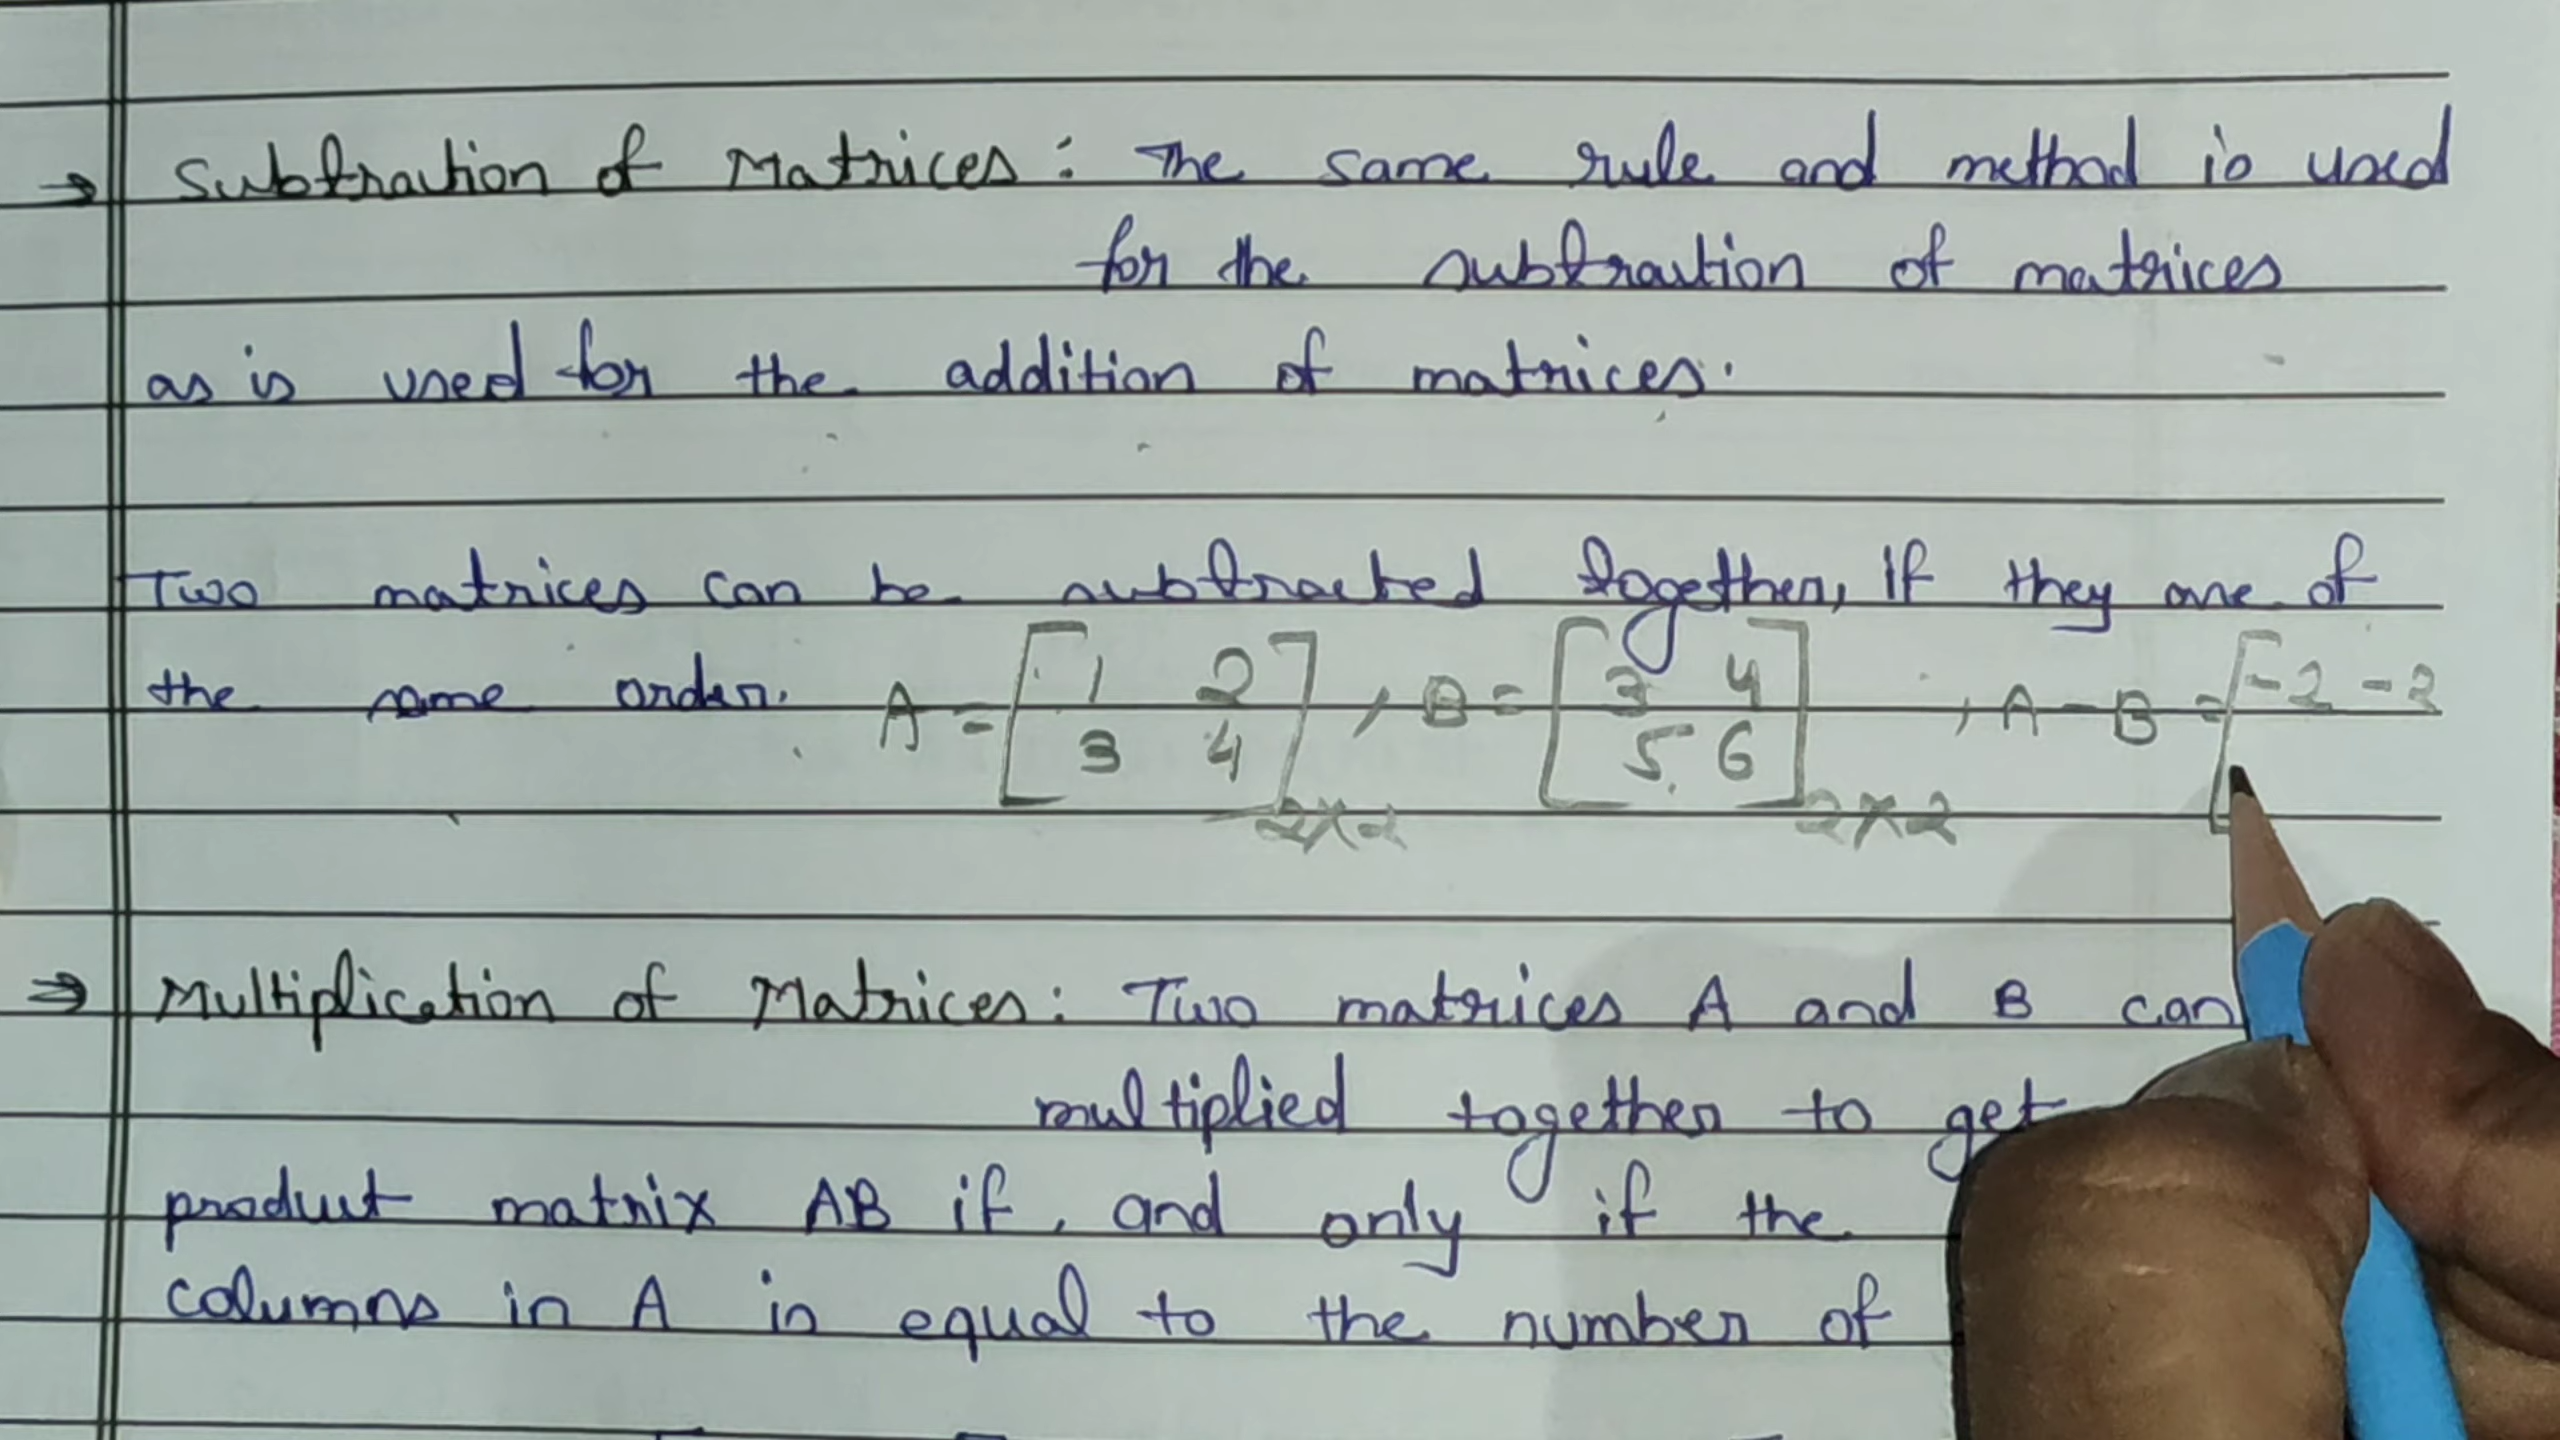 → Subtraction of Matrices: The same rule and method is used
for the subtraction of matrices
as is used for the addition of matrices.
Two matrices can be subtracted together, if they are of
the same order. A = [1 2 , B = [3 4 , A - B = [-2 -2
3 4]2×2 5 6]2×2
→ Multiplication of Matrices: Two matrices A and B can
multiplied together to get
product matrix AB if, and only if the
columns in A is equal to the number of